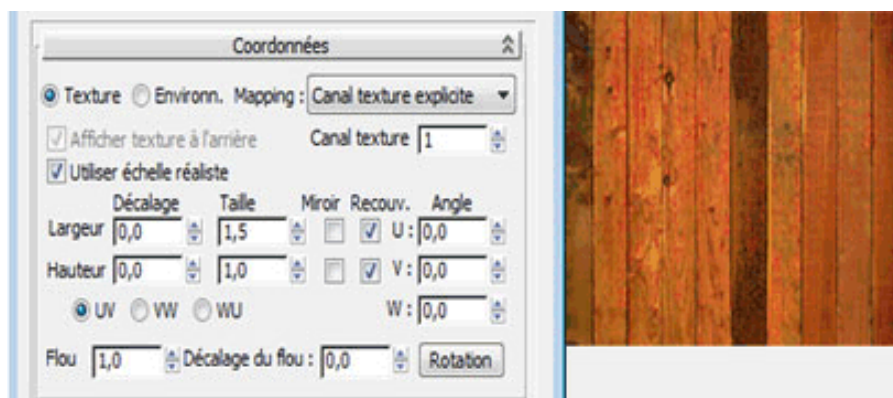 Coordonnées
Texture Environn. Mapping : Canal texture explicite
Afficher texture à l'arrière Canal texture 1
Utiliser échelle réaliste
Décalage Taille Miroir Recouv. Angle
Largeur 0,0 1,5 U : 0,0
Hauteur 0,0 1,0 V : 0,0
UV VW WU W : 0,0
Flou 1,0 Décalage du flou : 0,0 Rotation